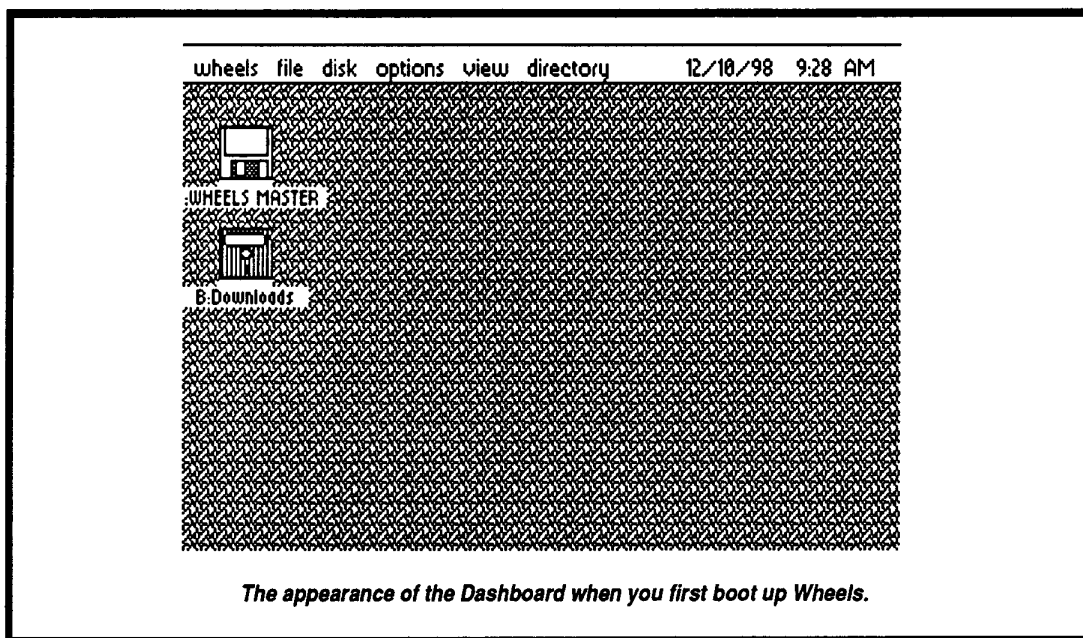 wheels file disk options view directory 12/10/98 9:28 AM
:WHEELS MASTER
B:Downloads
The appearance of the Dashboard when you first boot up Wheels.